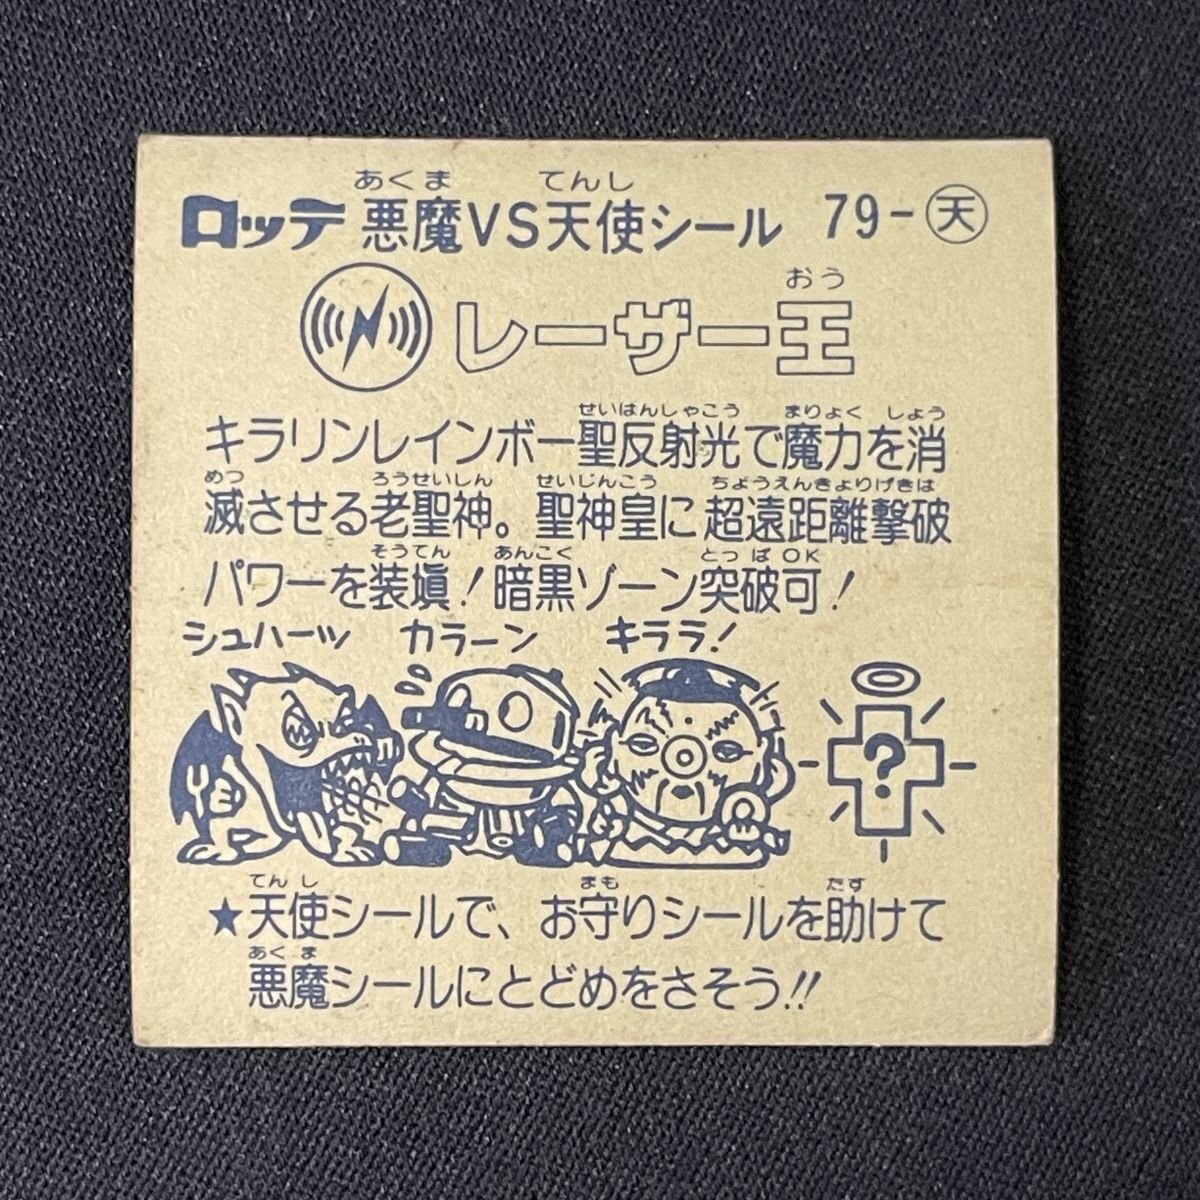 あくま てんし
ロッテ 悪魔VS天使シール 79-天
おう
レーザー王
せいはんしゃこう まりょく しょう
キラリンレインボー聖反射光で魔力を消
めつ ろうせいしん せいじんこう ちょうえんきょりげきは
滅させる老聖神。聖神皇に超遠距離撃破
そうてん あんこく とっぱOK
パワーを装塡!暗黒ゾーン突破可!
シュハーッ カラーン キララ!
?
てんし まも たす
★天使シールで、お守りシールを助けて
あくま
悪魔シールにとどめをさそう!!